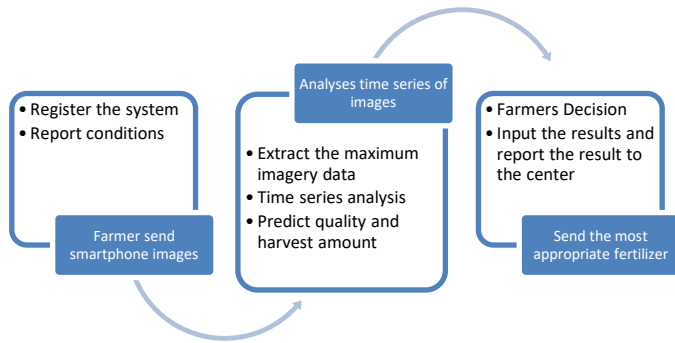 • Register the system
• Report conditions
Farmer send
smartphone images
Analyses time series of
images
• Extract the maximum
imagery data
• Time series analysis
• Predict quality and
harvest amount
• Farmers Decision
• Input the results and
report the result to
the center
Send the most
appropriate fertilizer